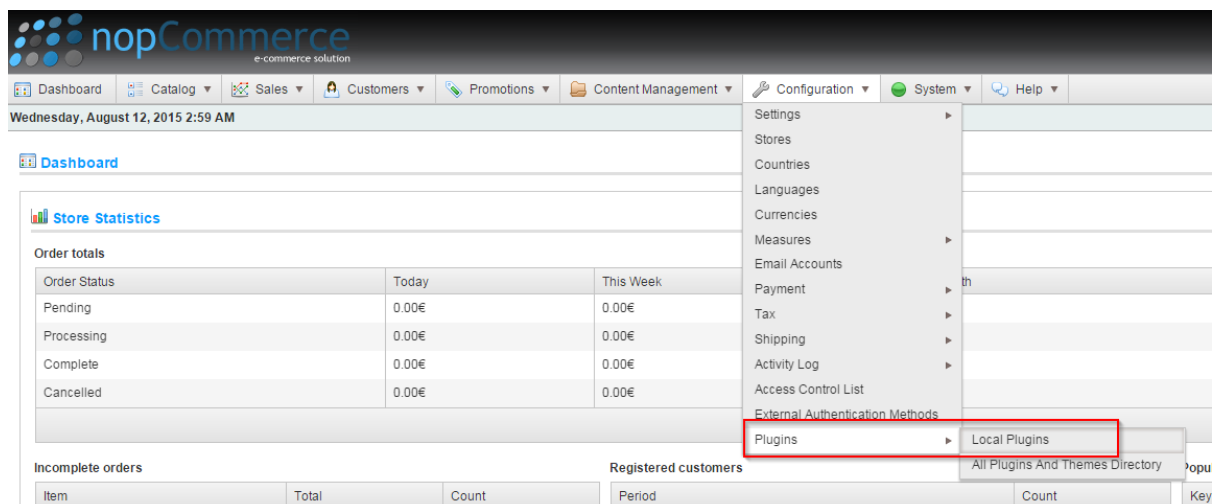 nopCommerce
e-commerce solution
Dashboard Catalog Sales Customers Promotions Content Management Configuration System Help
Wednesday, August 12, 2015 2:59 AM
Dashboard
Store Statistics
Order totals
Order Status Today This Week th
Pending 0.00€ 0.00€
Processing 0.00€ 0.00€
Complete 0.00€ 0.00€
Cancelled 0.00€ 0.00€
Settings
Stores
Countries
Languages
Currencies
Measures
Email Accounts
Payment
Tax
Shipping
Activity Log
Access Control List
External Authentication Methods
Plugins Local Plugins
All Plugins And Themes Directory
Incomplete orders Registered customers Popu
Item Total Count Period Count Key